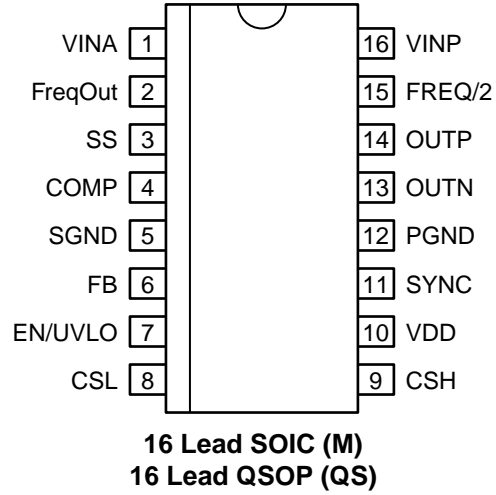 VINA 1 16 VINP
FreqOut 2 15 FREQ/2
SS 3 14 OUTP
COMP 4 13 OUTN
SGND 5 12 PGND
FB 6 11 SYNC
EN/UVLO 7 10 VDD
CSL 8 9 CSH
16 Lead SOIC (M)
16 Lead QSOP (QS)